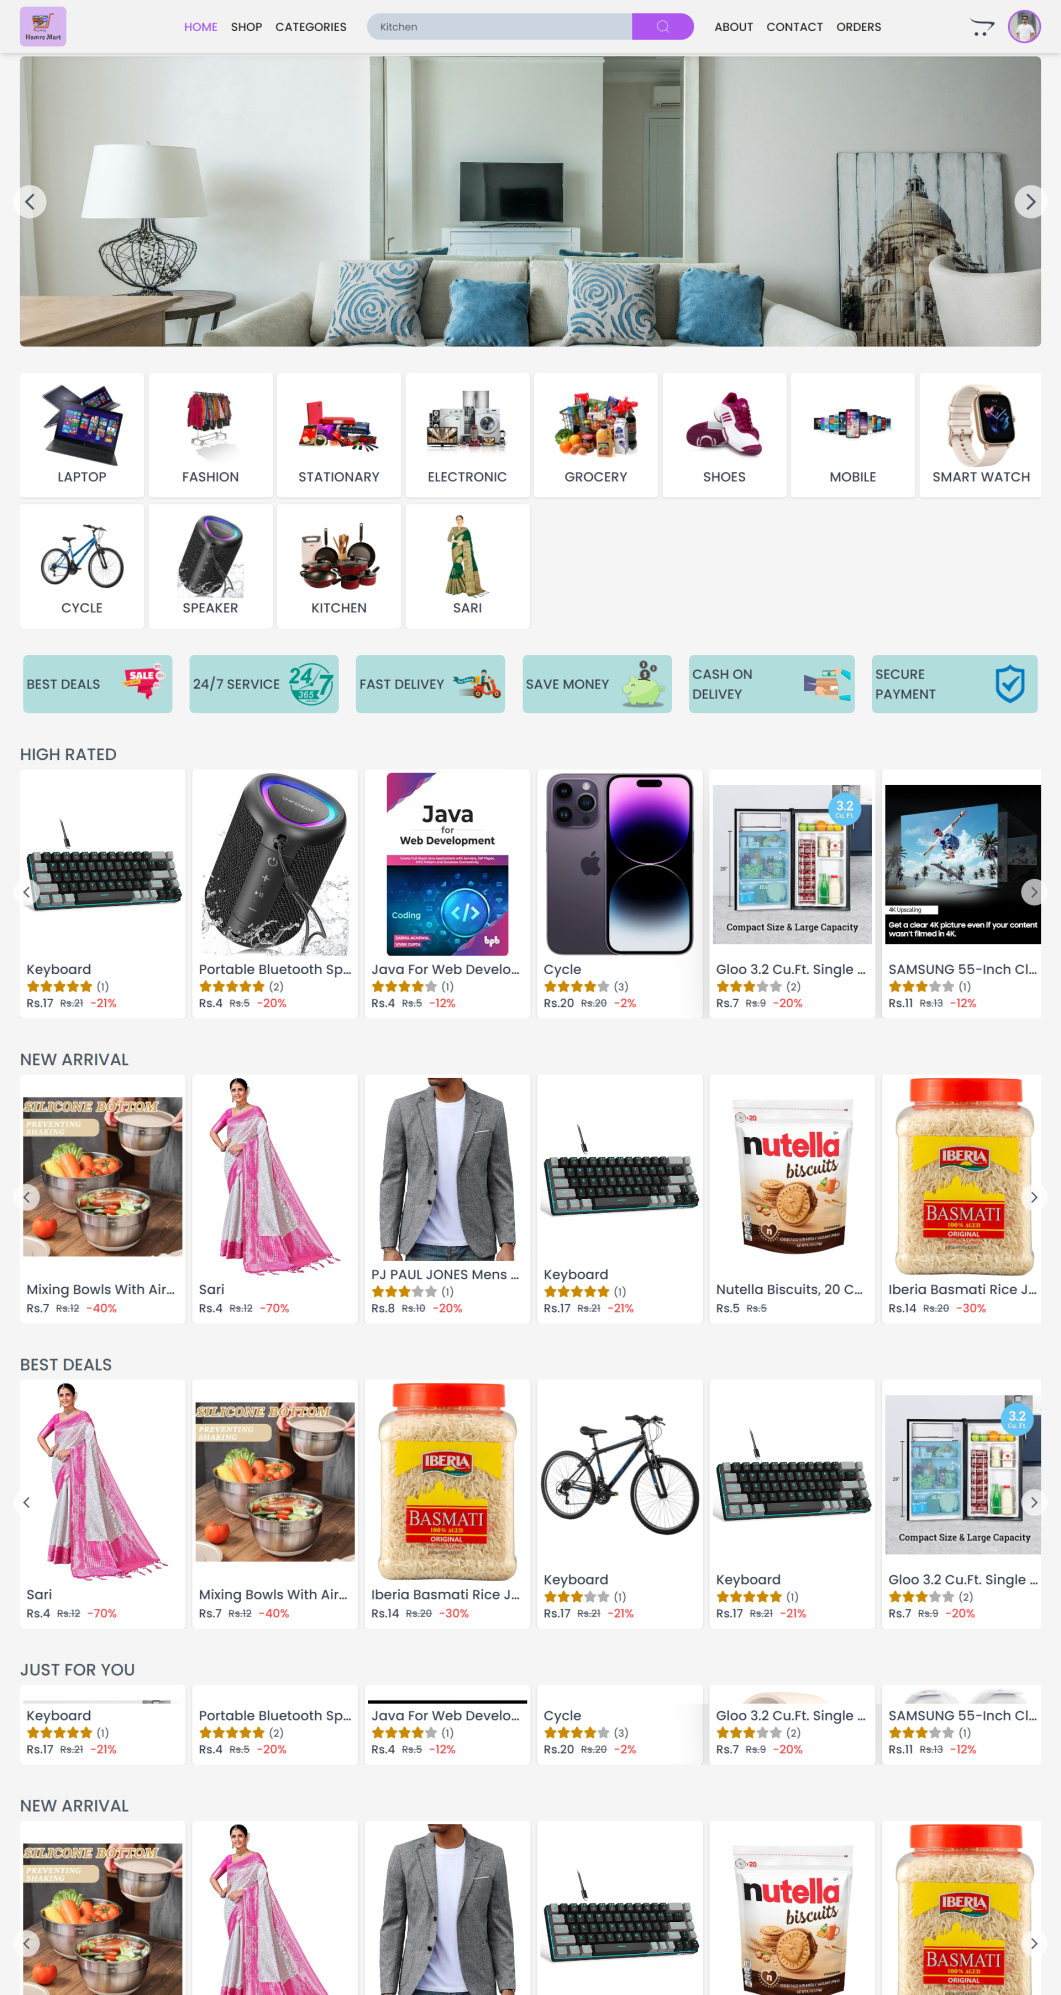 Hamro Mart
HOME SHOP CATEGORIES Kitchen ABOUT CONTACT ORDERS
LAPTOP FASHION STATIONARY ELECTRONIC GROCERY SHOES MOBILE SMART WATCH
CYCLE SPEAKER KITCHEN SARI
BEST DEALS SALE 24/7 SERVICE 24/7 365 FAST DELIVEY SAVE MONEY CASH ON DELIVEY SECURE PAYMENT
HIGH RATED
Java
for
Web Development
Coding
bpb
3.2
Cu. Ft.
29"
Compact Size & Large Capacity
4K Upscaling
Get a clear 4K picture even if your content
wasn't filmed in 4K.
Keyboard Portable Bluetooth Sp... Java For Web Develo... Cycle Gloo 3.2 Cu.Ft. Single ... SAMSUNG 55-Inch Cl...
(1) (2) (1) (3) (2) (1)
Rs.17 Rs.21 -21% Rs.4 Rs.5 -20% Rs.4 Rs.5 -12% Rs.20 Rs.20 -2% Rs.7 Rs.9 -20% Rs.11 Rs.13 -12%
NEW ARRIVAL
SILICONE BOTTOM
PREVENTING
SHAKING
×20
nutella
biscuits
IBERIA
BASMATI
100% AGED
ORIGINAL
PJ PAUL JONES Mens ... Keyboard
(1) (1)
Mixing Bowls With Air... Sari Nutella Biscuits, 20 C... Iberia Basmati Rice J...
Rs.7 Rs.12 -40% Rs.4 Rs.12 -70% Rs.8 Rs.10 -20% Rs.17 Rs.21 -21% Rs.5 Rs.5 Rs.14 Rs.20 -30%
BEST DEALS
SILICONE BOTTOM
PREVENTING
SHAKING
IBERIA
BASMATI
100% AGED
ORIGINAL
3.2
Cu. Ft.
29"
Compact Size & Large Capacity
Keyboard Keyboard Gloo 3.2 Cu.Ft. Single ...
(1) (1) (2)
Sari Mixing Bowls With Air... Iberia Basmati Rice J...
Rs.4 Rs.12 -70% Rs.7 Rs.12 -40% Rs.14 Rs.20 -30% Rs.17 Rs.21 -21% Rs.17 Rs.21 -21% Rs.7 Rs.9 -20%
JUST FOR YOU
Keyboard Portable Bluetooth Sp... Java For Web Develo... Cycle Gloo 3.2 Cu.Ft. Single ... SAMSUNG 55-Inch Cl...
(1) (2) (1) (3) (2) (1)
Rs.17 Rs.21 -21% Rs.4 Rs.5 -20% Rs.4 Rs.5 -12% Rs.20 Rs.20 -2% Rs.7 Rs.9 -20% Rs.11 Rs.13 -12%
NEW ARRIVAL
SILICONE BOTTOM
PREVENTING
SHAKING
×20
nutella
biscuits
IBERIA
BASMATI
100% AGED
ORIGINAL